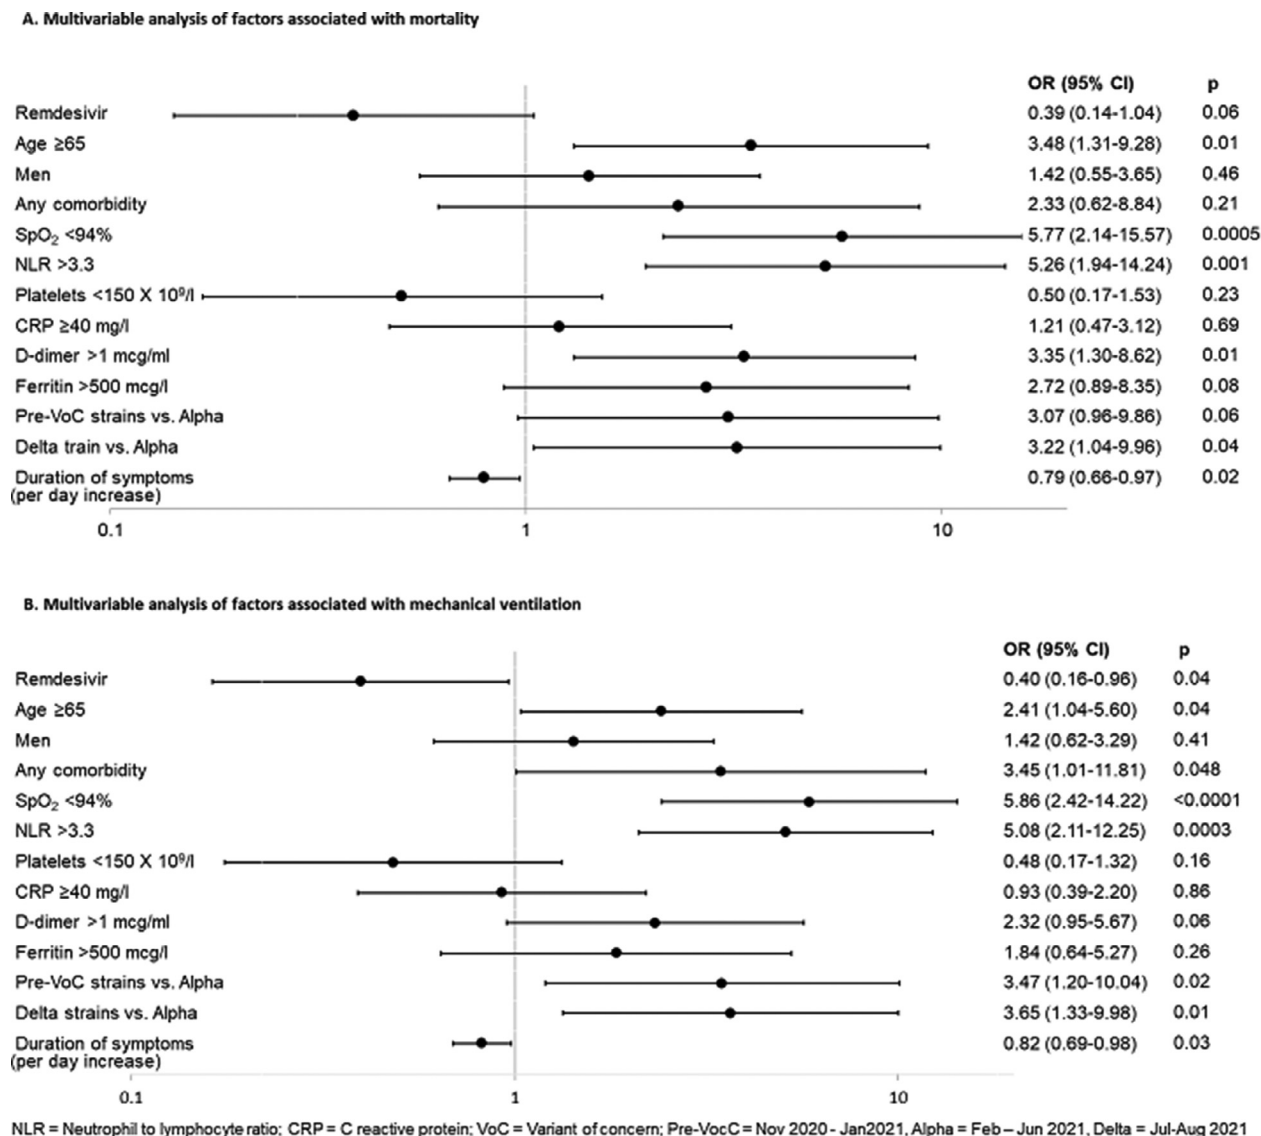 A. Multivariable analysis of factors associated with mortality
OR (95% CI) p
Remdesivir 0.39 (0.14-1.04) 0.06
Age ≥65 3.48 (1.31-9.28) 0.01
Men 1.42 (0.55-3.65) 0.46
Any comorbidity 2.33 (0.62-8.84) 0.21
SpO₂ <94% 5.77 (2.14-15.57) 0.0005
NLR >3.3 5.26 (1.94-14.24) 0.001
Platelets <150 X 10⁹/l 0.50 (0.17-1.53) 0.23
CRP ≥40 mg/l 1.21 (0.47-3.12) 0.69
D-dimer >1 mcg/ml 3.35 (1.30-8.62) 0.01
Ferritin >500 mcg/l 2.72 (0.89-8.35) 0.08
Pre-VoC strains vs. Alpha 3.07 (0.96-9.86) 0.06
Delta train vs. Alpha 3.22 (1.04-9.96) 0.04
Duration of symptoms 0.79 (0.66-0.97) 0.02
(per day increase)
0.1 1 10
B. Multivariable analysis of factors associated with mechanical ventilation
OR (95% CI) p
Remdesivir 0.40 (0.16-0.96) 0.04
Age ≥65 2.41 (1.04-5.60) 0.04
Men 1.42 (0.62-3.29) 0.41
Any comorbidity 3.45 (1.01-11.81) 0.048
SpO₂ <94% 5.86 (2.42-14.22) <0.0001
NLR >3.3 5.08 (2.11-12.25) 0.0003
Platelets <150 X 10⁹/l 0.48 (0.17-1.32) 0.16
CRP ≥40 mg/l 0.93 (0.39-2.20) 0.86
D-dimer >1 mcg/ml 2.32 (0.95-5.67) 0.06
Ferritin >500 mcg/l 1.84 (0.64-5.27) 0.26
Pre-VoC strains vs. Alpha 3.47 (1.20-10.04) 0.02
Delta strains vs. Alpha 3.65 (1.33-9.98) 0.01
Duration of symptoms 0.82 (0.69-0.98) 0.03
(per day increase)
0.1 1 10
NLR = Neutrophil to lymphocyte ratio; CRP = C reactive protein; VoC = Variant of concern; Pre-VocC = Nov 2020 - Jan2021, Alpha = Feb – Jun 2021, Delta = Jul-Aug 2021